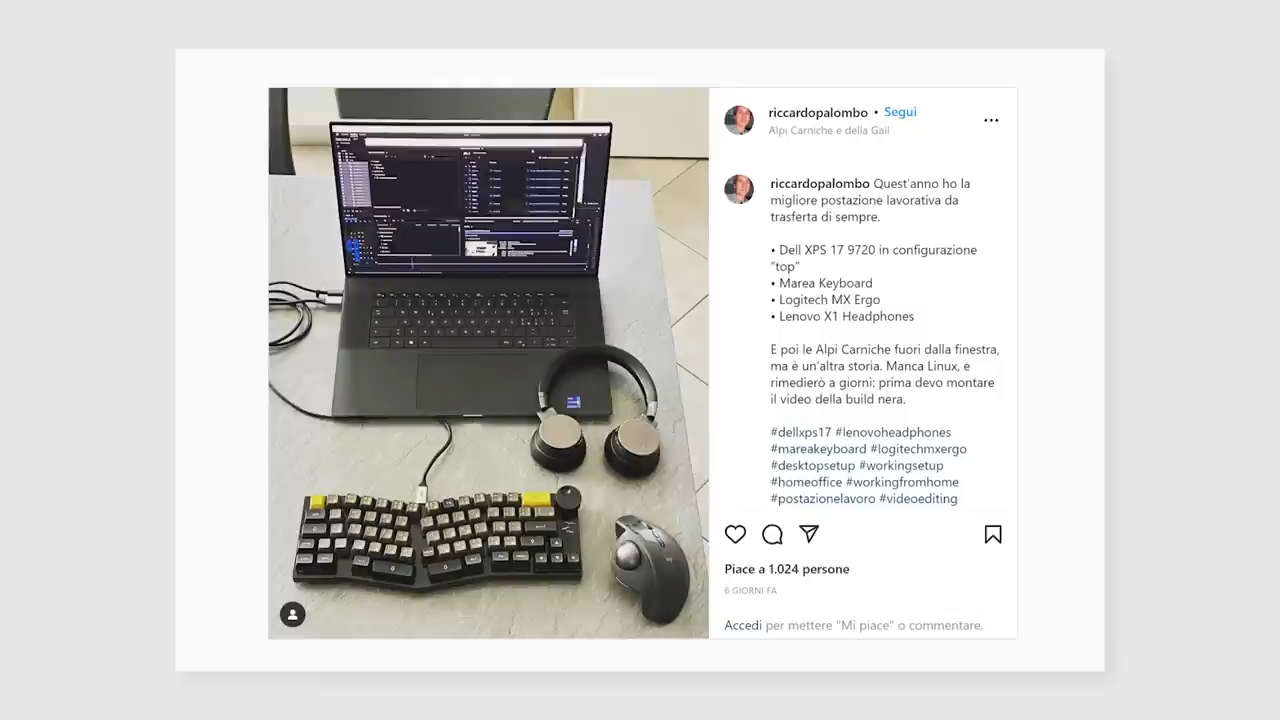 riccardopalombo • Segui
Alpi Carniche e della Gail
riccardopalombo Quest'anno ho la
migliore postazione lavorativa da
trasferta di sempre.
• Dell XPS 17 9720 in configurazione
"top"
• Marea Keyboard
• Logitech MX Ergo
• Lenovo X1 Headphones
E poi le Alpi Carniche fuori dalla finestra,
ma è un'altra storia. Manca Linux, e
rimedierò a giorni: prima devo montare
il video della build nera.
#dellxps17 #lenovoheadphones
#mareakeyboard #logitechmxergo
#desktopsetup #workingsetup
#homeoffice #workingfromhome
#postazionelavoro #videoediting
Piace a 1.024 persone
6 GIORNI FA
Accedi per mettere "Mi piace" o commentare.